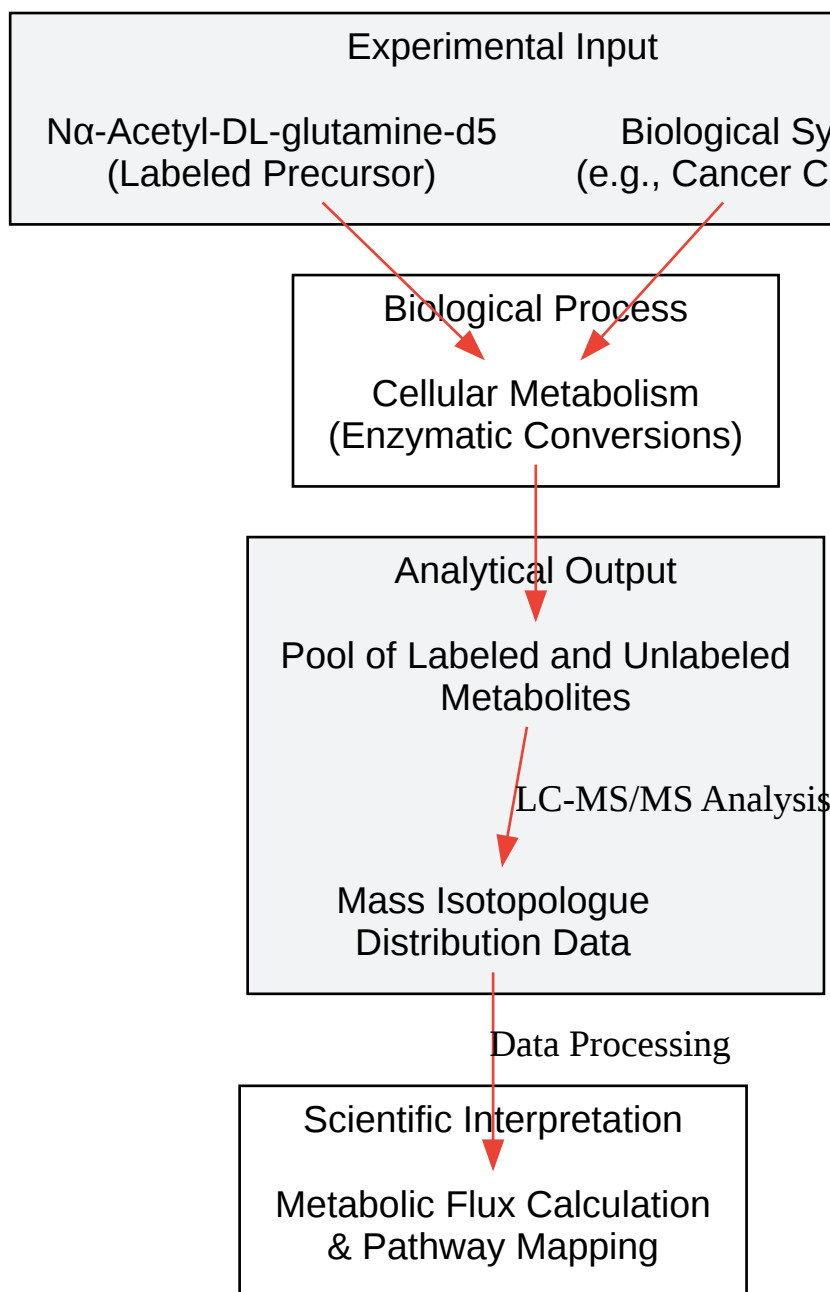 Experimental Input
Nα-Acetyl-DL-glutamine-d5
(Labeled Precursor)
Biological Sy
(e.g., Cancer C
Biological Process
Cellular Metabolism
(Enzymatic Conversions)
Analytical Output
Pool of Labeled and Unlabeled
Metabolites
LC-MS/MS Analysis
Mass Isotopologue
Distribution Data
Data Processing
Scientific Interpretation
Metabolic Flux Calculation
& Pathway Mapping